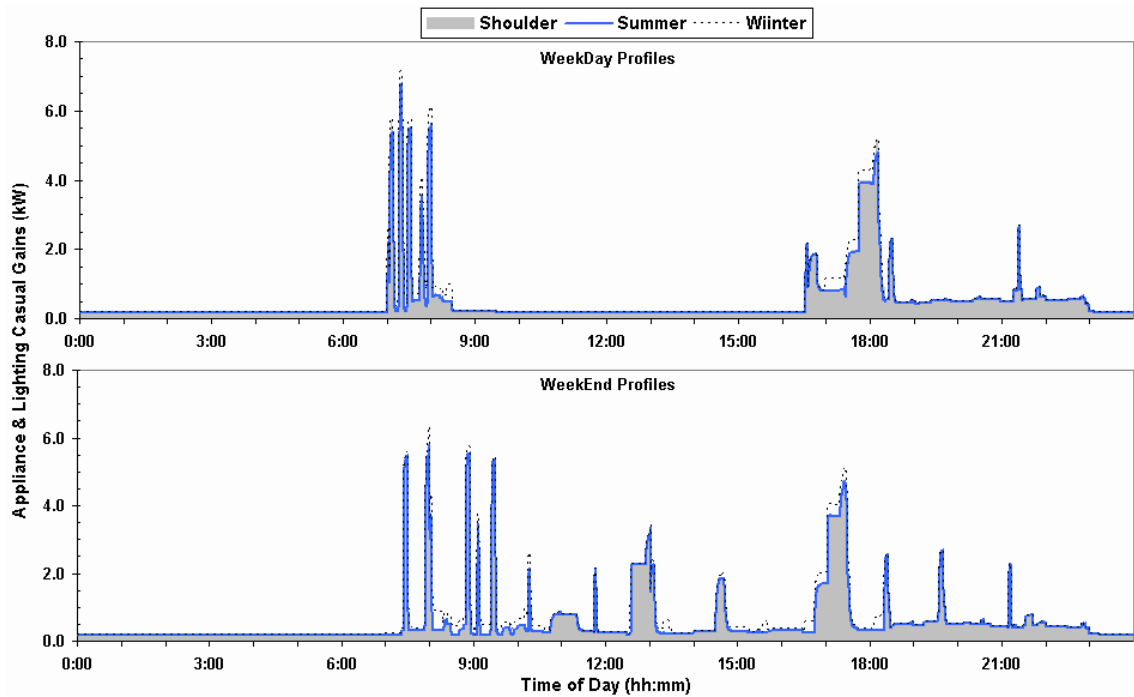 Shoulder Summer Wiinter
WeekDay Profiles
8.0
6.0
4.0
2.0
0.0
0:00 3:00 6:00 9:00 12:00 15:00 18:00 21:00
Appliance & Lighting Casual Gains (kW)
WeekEnd Profiles
8.0
6.0
4.0
2.0
0.0
0:00 3:00 6:00 9:00 12:00 15:00 18:00 21:00
Time of Day (hh:mm)